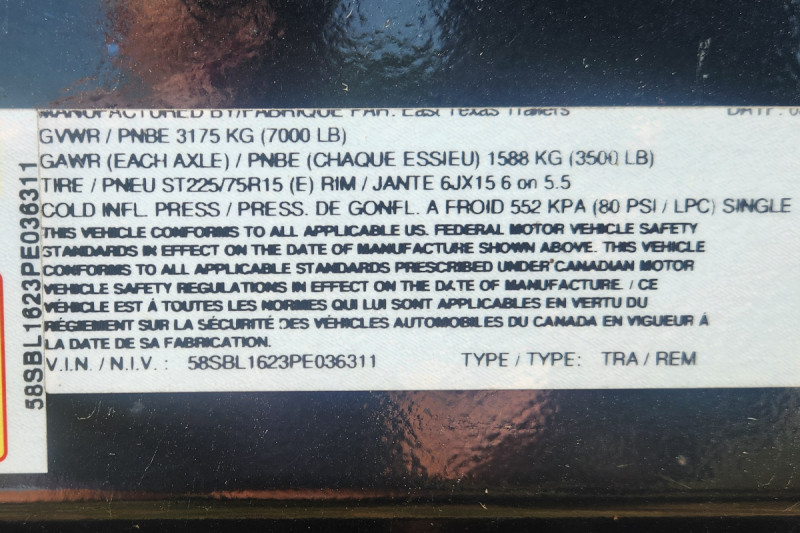 MANUFACTURED BY/FABRIQUE PAR: East Texas Trailers DATE: 0
GVWR / PNBE 3175 KG (7000 LB)
GAWR (EACH AXLE) / PNBE (CHAQUE ESSIEU) 1588 KG (3500 LB)
TIRE / PNEU ST225/75R15 (E) RIM / JANTE 6JX15 6 on 5.5
COLD INFL. PRESS / PRESS. DE GONFL. A FROID 552 KPA (80 PSI / LPC) SINGLE
THIS VEHICLE CONFORMS TO ALL APPLICABLE US. FEDERAL MOTOR VEHICLE SAFETY
STANDARDS IN EFFECT ON THE DATE OF MANUFACTURE SHOWN ABOVE. THIS VEHICLE
CONFORMS TO ALL APPLICABLE STANDARDS PRESCRIBED UNDER CANADIAN MOTOR
VEHICLE SAFETY REGULATIONS IN EFFECT ON THE DATE OF MANUFACTURE. / CE
VÉHICLE EST À TOUTES LES NORMES QUI LUI SONT APPLICABLES EN VERTU DU
RÉGIEMENT SUR LA SÉCURITÉ DES VÉHICLES AUTOMOBILES DU CANADA EN VIGUEUR À
LA DATE DE SA FABRICATION.
V.I.N. / N.I.V. : 58SBL1623PE036311 TYPE / TYPE: TRA / REM
58SBL1623PE036311